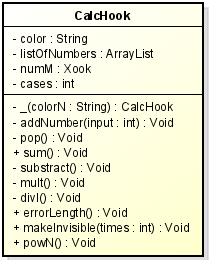 CalcHook
- color : String
- listOfNumbers : ArrayList
- numM : Xook
- cases : int
- _(colorN : String) : CalcHook
- addNumber(input : int) : Void
- pop() : Void
+ sum() : Void
- substract() : Void
- mult() : Void
- divI() : Void
+ errorLength() : Void
+ makeInvisible(times : int) : Void
- powN() : Void